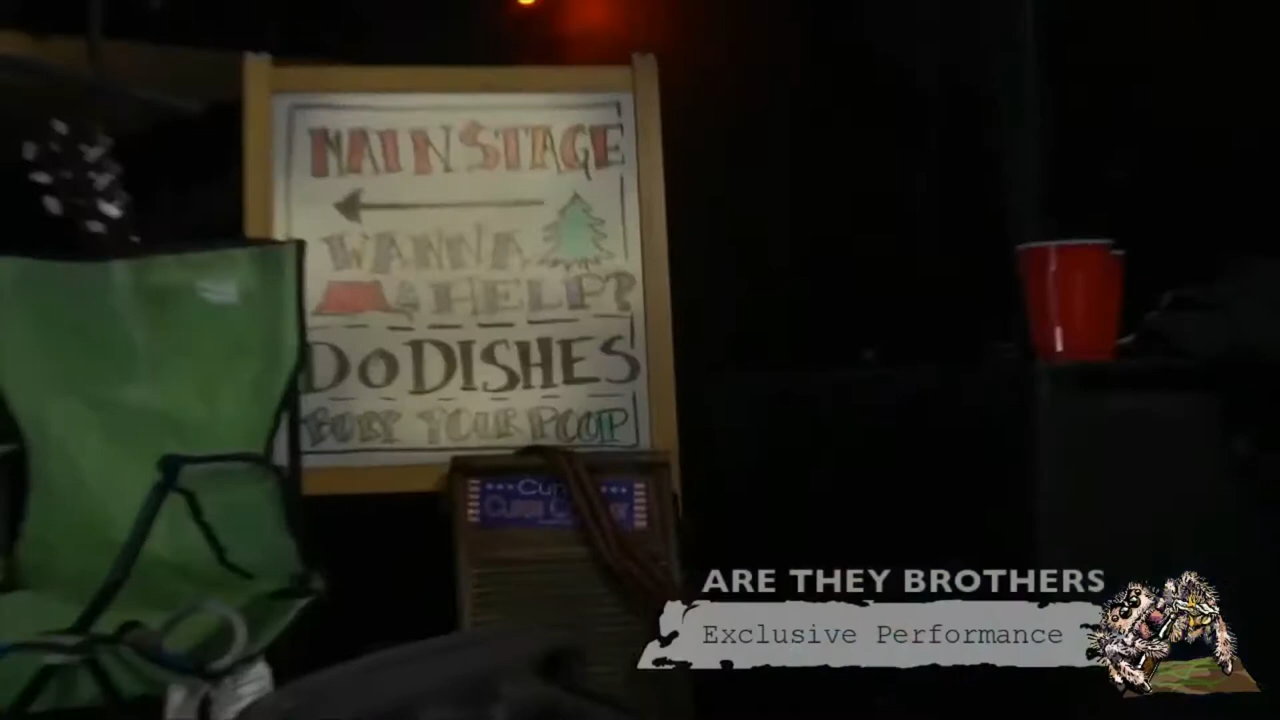 MAIN STAGE
WANNA
HELP?
DO DISHES
BURY YOUR POOP
ARE THEY BROTHERS
Exclusive Performance